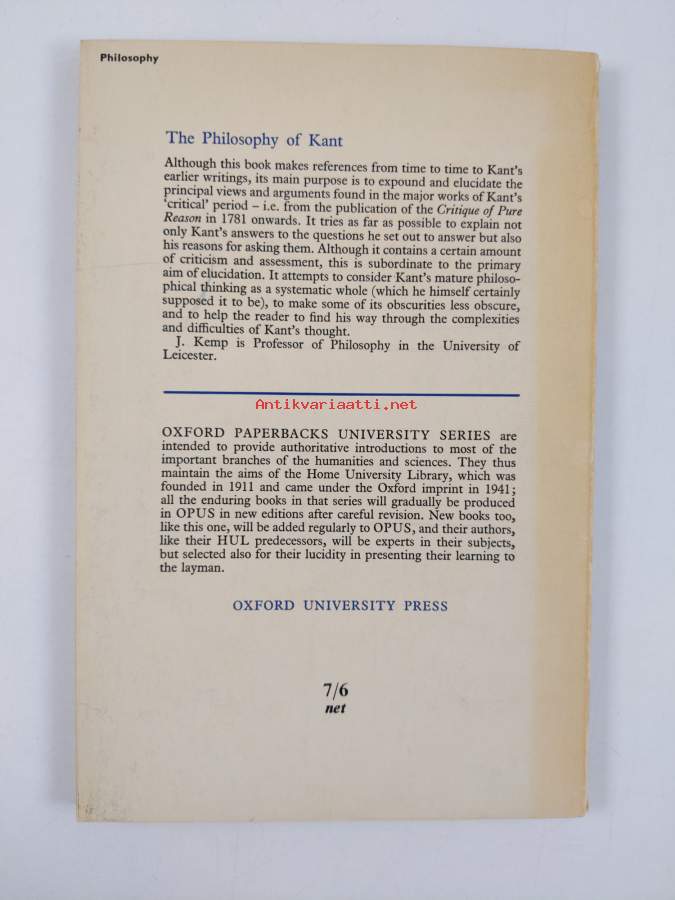 Philosophy
The Philosophy of Kant
Although this book makes references from time to time to Kant's
earlier writings, its main purpose is to expound and elucidate the
principal views and arguments found in the major works of Kant's
'critical' period – i.e. from the publication of the Critique of Pure
Reason in 1781 onwards. It tries as far as possible to explain not
only Kant's answers to the questions he set out to answer but also
his reasons for asking them. Although it contains a certain amount
of criticism and assessment, this is subordinate to the primary
aim of elucidation. It attempts to consider Kant's mature philoso-
phical thinking as a systematic whole (which he himself certainly
supposed it to be), to make some of its obscurities less obscure,
and to help the reader to find his way through the complexities
and difficulties of Kant's thought.
J. Kemp is Professor of Philosophy in the University of
Leicester.
Antikvariaatti.net
OXFORD PAPERBACKS UNIVERSITY SERIES are
intended to provide authoritative introductions to most of the
important branches of the humanities and sciences. They thus
maintain the aims of the Home University Library, which was
founded in 1911 and came under the Oxford imprint in 1941;
all the enduring books in that series will gradually be produced
in OPUS in new editions after careful revision. New books too,
like this one, will be added regularly to OPUS, and their authors,
like their HUL predecessors, will be experts in their subjects,
but selected also for their lucidity in presenting their learning to
the layman.
OXFORD UNIVERSITY PRESS
7/6
net